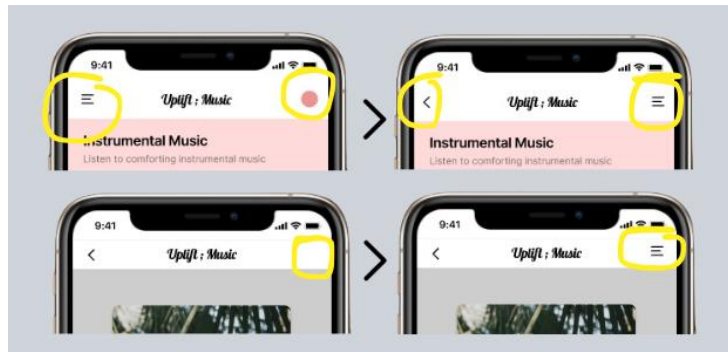 9:41
Uplift ; Music
Instrumental Music
Listen to comforting instrumental music
9:41
Uplift ; Music
Instrumental Music
Listen to comforting instrumental music
9:41
Uplift ; Music
9:41
Uplift ; Music